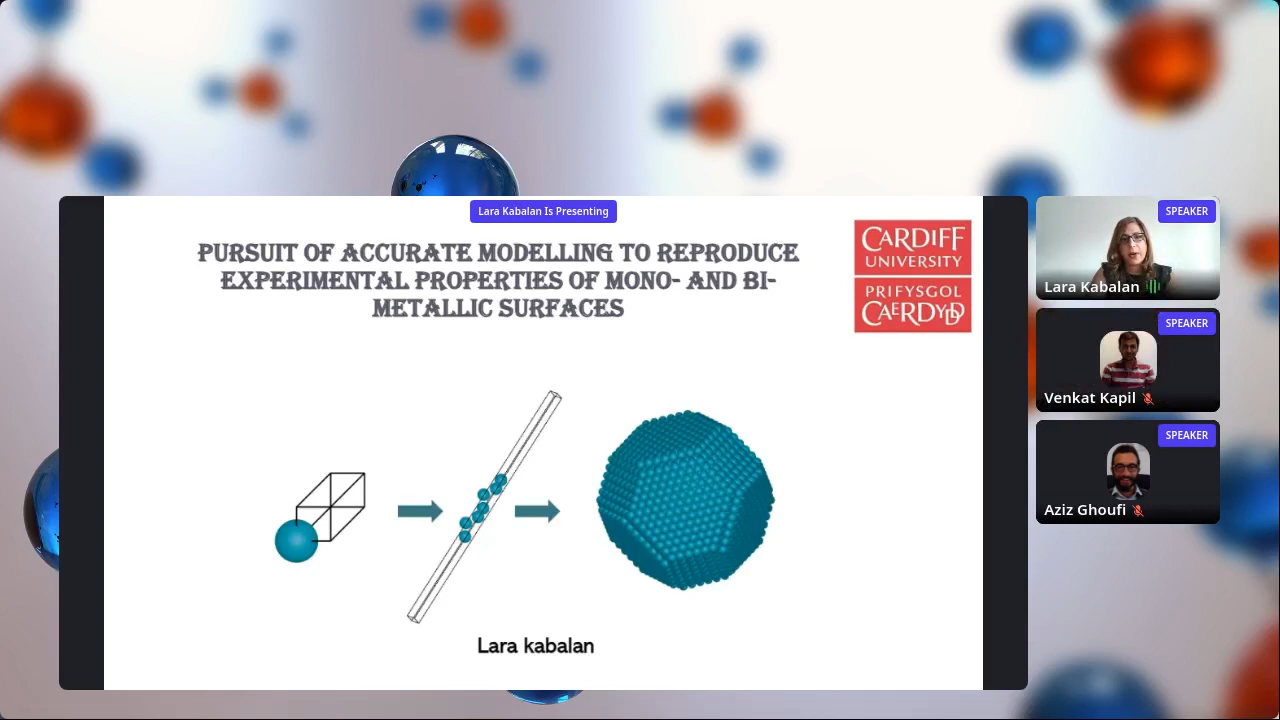 Lara Kabalan Is Presenting
PURSUIT OF ACCURATE MODELLING TO REPRODUCE
EXPERIMENTAL PROPERTIES OF MONO- AND BI-
METALLIC SURFACES
CARDIFF
UNIVERSITY
PRIFYSGOL
CAERDYDD
Lara kabalan
SPEAKER
Lara Kabalan
SPEAKER
Venkat Kapil
SPEAKER
Aziz Ghoufi